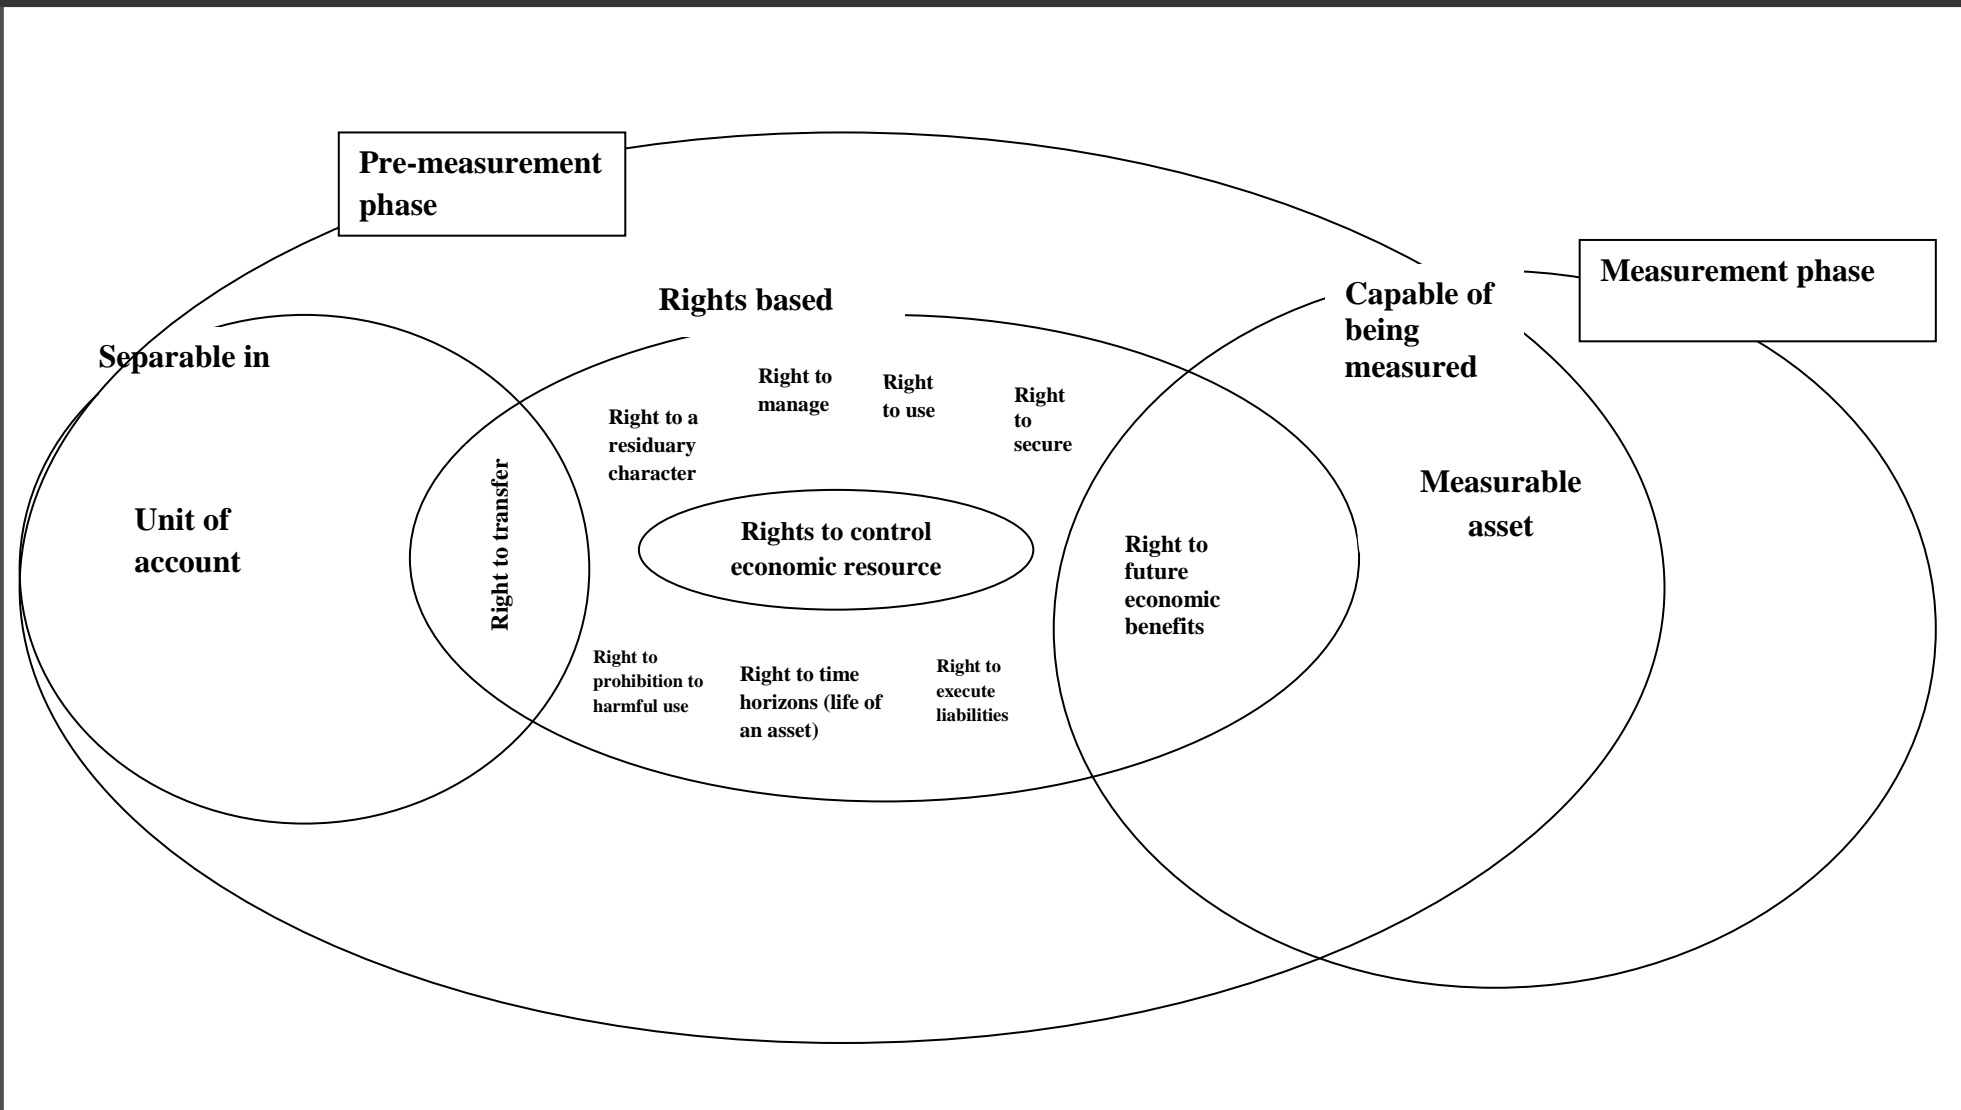 Pre-measurement
phase
Measurement phase
Capable of
being
measured
Rights based
Separable in
Right to
manage
Right
to use
Right
to
secure
Right to a
residuary
character
Right to transfer
Unit of
account
Rights to control
economic resource
Right to
future
economic
benefits
Measurable
asset
Right to
prohibition to
harmful use
Right to time
horizons (life of
an asset)
Right to
execute
liabilities